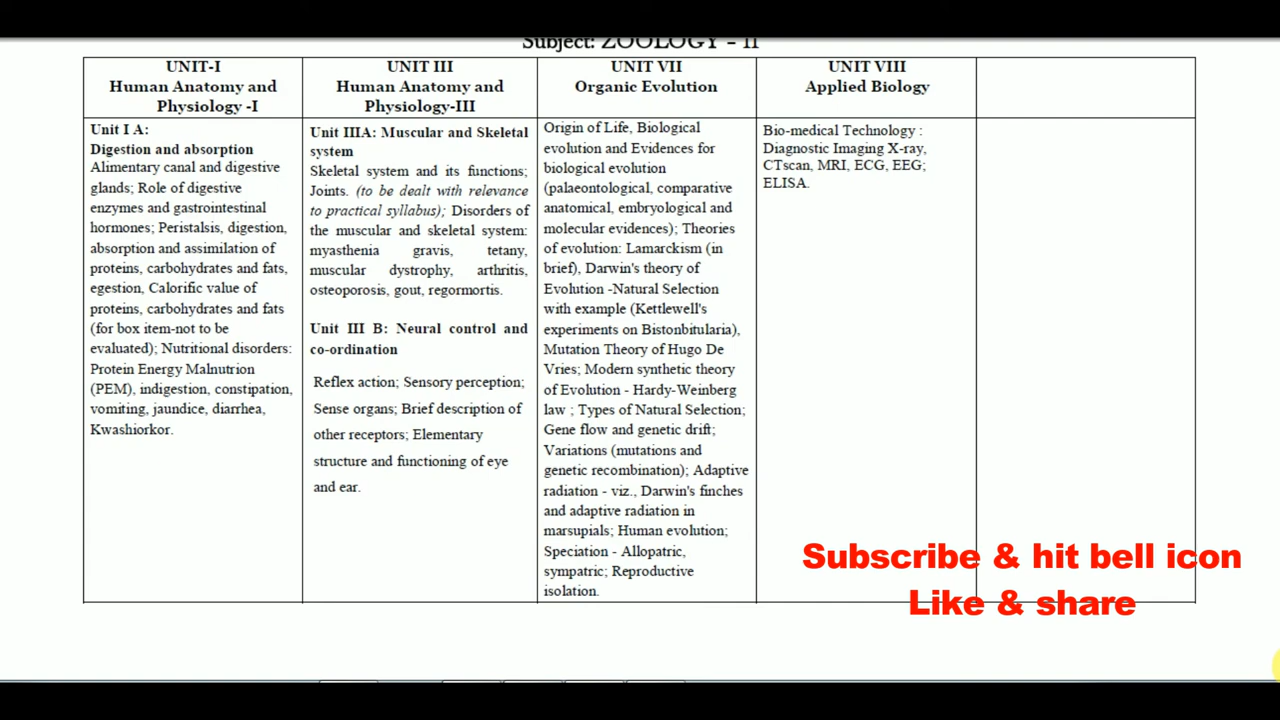 Subject: ZOOLOGY – II
UNIT-I
Human Anatomy and
Physiology -I
UNIT III
Human Anatomy and
Physiology-III
UNIT VII
Organic Evolution
UNIT VIII
Applied Biology
Unit I A:
Digestion and absorption
Alimentary canal and digestive
glands; Role of digestive
enzymes and gastrointestinal
hormones; Peristalsis, digestion,
absorption and assimilation of
proteins, carbohydrates and fats,
egestion, Calorific value of
proteins, carbohydrates and fats
(for box item-not to be
evaluated); Nutritional disorders:
Protein Energy Malnutrition
(PEM), indigestion, constipation,
vomiting, jaundice, diarrhea,
Kwashiorkor.
Unit IIIA: Muscular and Skeletal
system
Skeletal system and its functions;
Joints. (to be dealt with relevance
to practical syllabus); Disorders of
the muscular and skeletal system:
myasthenia gravis, tetany,
muscular dystrophy, arthritis,
osteoporosis, gout, regormortis.
Unit III B: Neural control and
co-ordination
Reflex action; Sensory perception;
Sense organs; Brief description of
other receptors; Elementary
structure and functioning of eye
and ear.
Origin of Life, Biological
evolution and Evidences for
biological evolution
(palaeontological, comparative
anatomical, embryological and
molecular evidences); Theories
of evolution: Lamarckism (in
brief), Darwin's theory of
Evolution -Natural Selection
with example (Kettlewell's
experiments on Bistonbitularia),
Mutation Theory of Hugo De
Vries; Modern synthetic theory
of Evolution - Hardy-Weinberg
law ; Types of Natural Selection;
Gene flow and genetic drift;
Variations (mutations and
genetic recombination); Adaptive
radiation - viz., Darwin's finches
and adaptive radiation in
marsupials; Human evolution;
Speciation - Allopatric,
sympatric; Reproductive
isolation.
Bio-medical Technology :
Diagnostic Imaging X-ray,
CTscan, MRI, ECG, EEG;
ELISA.
Subscribe & hit bell icon
Like & share